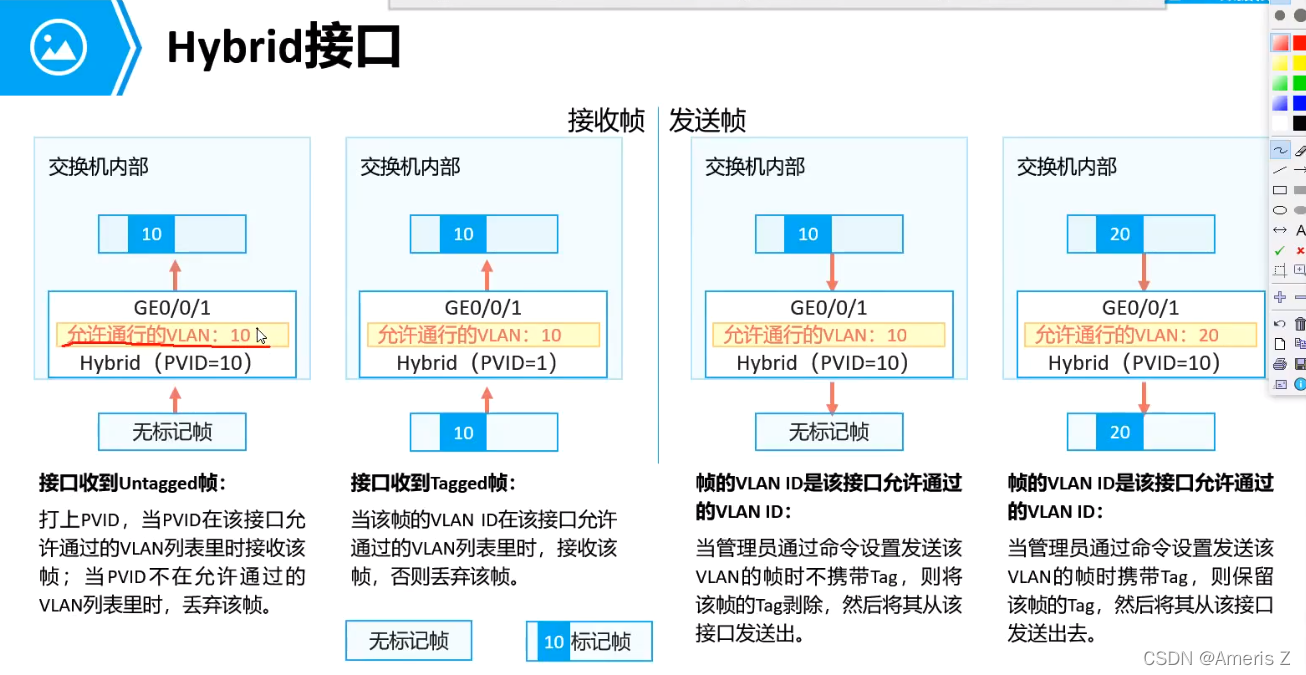 Hybrid接口
接收帧
发送帧
交换机内部
10
GE0/0/1
允许通行的VLAN：10
Hybrid（PVID=10）
无标记帧
接口收到Untagged帧：
打上PVID，当PVID在该接口允
许通过的VLAN列表里时接收该
帧；当PVID不在允许通过的
VLAN列表里时，丢弃该帧。
交换机内部
10
GE0/0/1
允许通行的VLAN：10
Hybrid（PVID=1）
10
接口收到Tagged帧：
当该帧的VLAN ID在该接口允许
通过的VLAN列表里时，接收该
帧，否则丢弃该帧。
无标记帧
10 标记帧
交换机内部
10
GE0/0/1
允许通行的VLAN：10
Hybrid（PVID=10）
无标记帧
帧的VLAN ID是该接口允许通过
的VLAN ID：
当管理员通过命令设置发送该
VLAN的帧时不携带Tag，则将
该帧的Tag剥除，然后将其从该
接口发送出。
交换机内部
20
GE0/0/1
允许通行的VLAN：20
Hybrid（PVID=10）
20
帧的VLAN ID是该接口允许通过
的VLAN ID：
当管理员通过命令设置发送该
VLAN的帧时携带Tag，则保留
该帧的Tag，然后将其从该接口
发送出去。
A
CSDN @Ameris Z